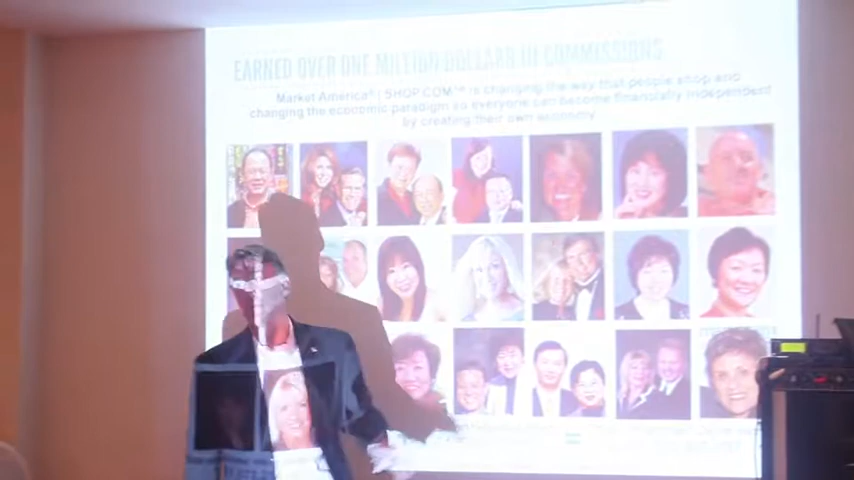 EARNED OVER ONE MILLION DOLLARS IN COMMISSIONS
Market America® | SHOP.COM™ is changing the way that people shop and
changing the economic paradigm so everyone can become financially independent
by creating their own economy